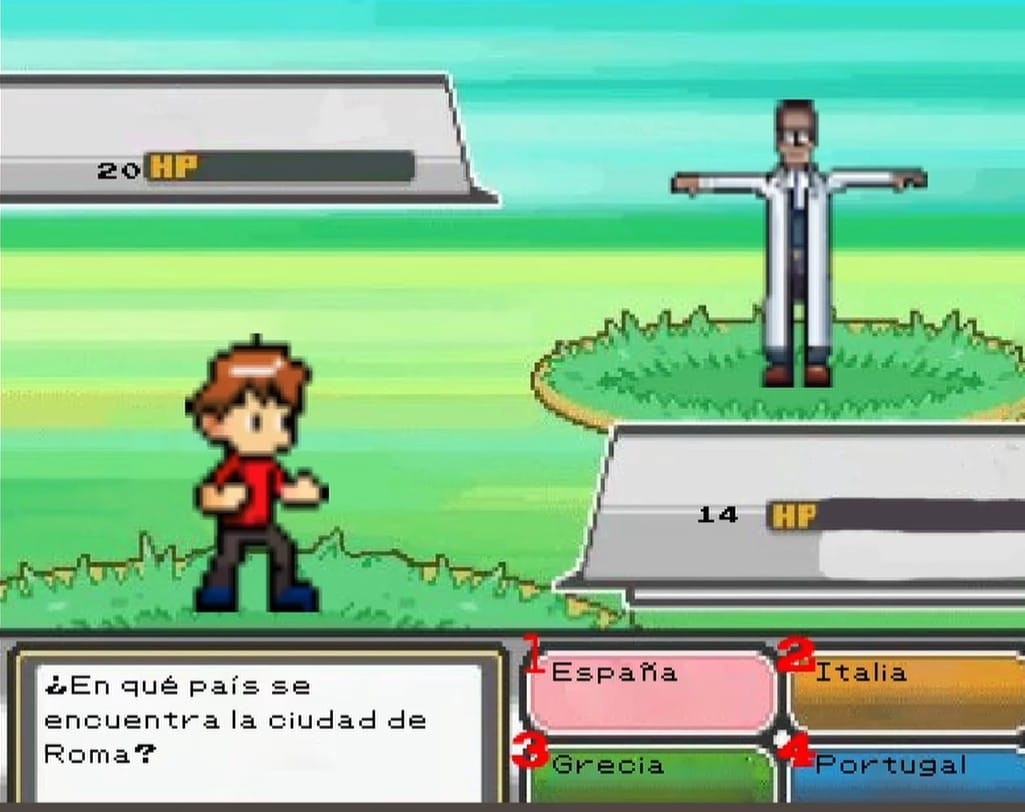 20 HP
14 HP
¿En qué país se
encuentra la ciudad de
Roma?
1 España
2 Italia
3 Grecia
4 Portugal